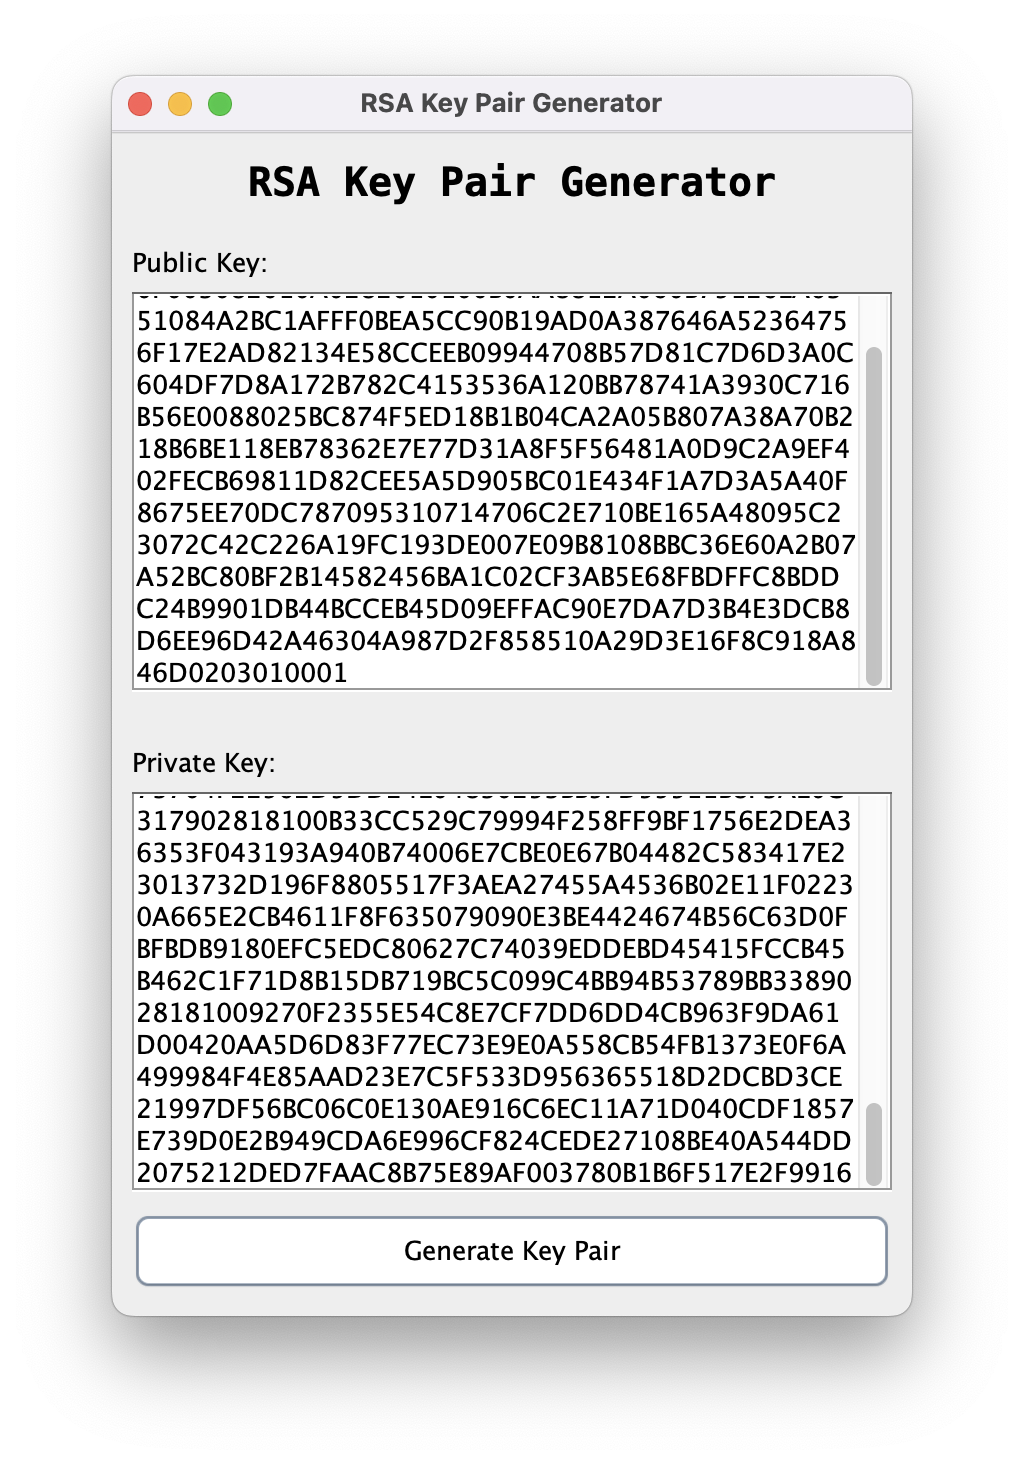 RSA Key Pair Generator
RSA Key Pair Generator
Public Key:
51084A2BC1AFFF0BEA5CC90B19AD0A387646A5236475
6F17E2AD82134E58CCEEB09944708B57D81C7D6D3A0C
604DF7D8A172B782C4153536A120BB78741A3930C716
B56E0088025BC874F5ED18B1B04CA2A05B807A38A70B2
18B6BE118EB78362E7E77D31A8F5F56481A0D9C2A9EF4
02FECB69811D82CEE5A5D905BC01E434F1A7D3A5A40F
8675EE70DC787095310714706C2E710BE165A48095C2
3072C42C226A19FC193DE007E09B8108BBC36E60A2B07
A52BC80BF2B14582456BA1C02CF3AB5E68FBDFFC8BDD
C24B9901DB44BCCEB45D09EFFAC90E7DA7D3B4E3DCB8
D6EE96D42A46304A987D2F858510A29D3E16F8C918A8
46D0203010001
Private Key:
317902818100B33CC529C79994F258FF9BF1756E2DEA3
6353F043193A940B74006E7CBE0E67B04482C583417E2
3013732D196F8805517F3AEA27455A4536B02E11F0223
0A665E2CB4611F8F635079090E3BE4424674B56C63D0F
BFBDB9180EFC5EDC80627C74039EDDEBD45415FCCB45
B462C1F71D8B15DB719BC5C099C4BB94B53789BB33890
28181009270F2355E54C8E7CF7DD6DD4CB963F9DA61
D00420AA5D6D83F77EC73E9E0A558CB54FB1373E0F6A
499984F4E85AAD23E7C5F533D956365518D2DCBD3CE
21997DF56BC06C0E130AE916C6EC11A71D040CDF1857
E739D0E2B949CDA6E996CF824CEDE27108BE40A544DD
2075212DED7FAAC8B75E89AF003780B1B6F517E2F9916
Generate Key Pair